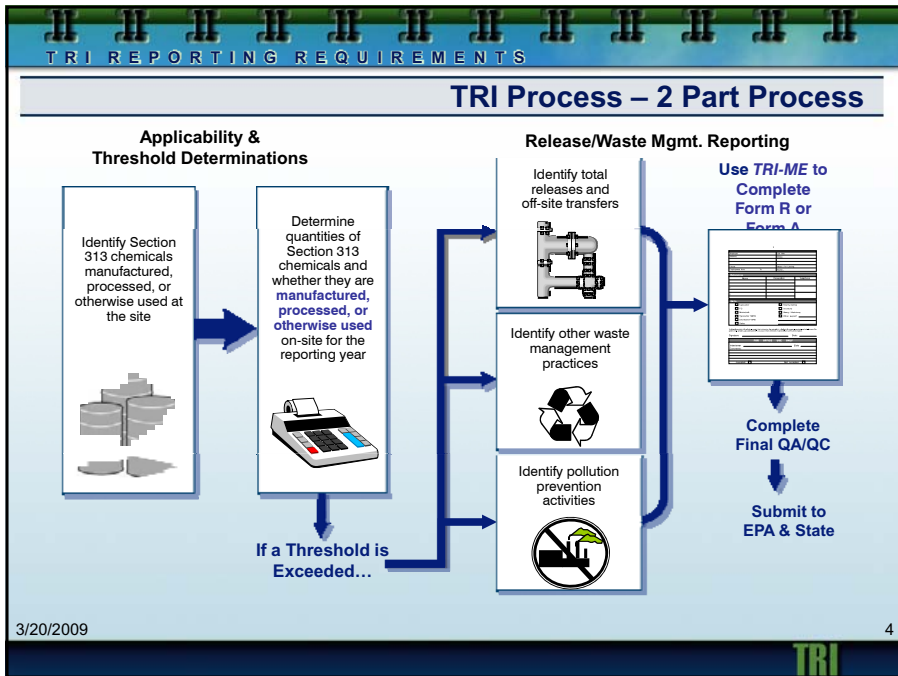 TRI REPORTING REQUIREMENTS
TRI Process – 2 Part Process
Applicability &
Threshold Determinations
Identify Section
313 chemicals
manufactured,
processed, or
otherwise used at
the site
Determine
quantities of
Section 313
chemicals and
whether they are
manufactured,
processed, or
otherwise used
on-site for the
reporting year
If a Threshold is
Exceeded…
Release/Waste Mgmt. Reporting
Identify total
releases and
off-site transfers
Identify other waste
management
practices
Identify pollution
prevention
activities
Use TRI-ME to
Complete
Form R or
Form A
Complete
Final QA/QC
Submit to
EPA & State
3/20/2009
4
TRI